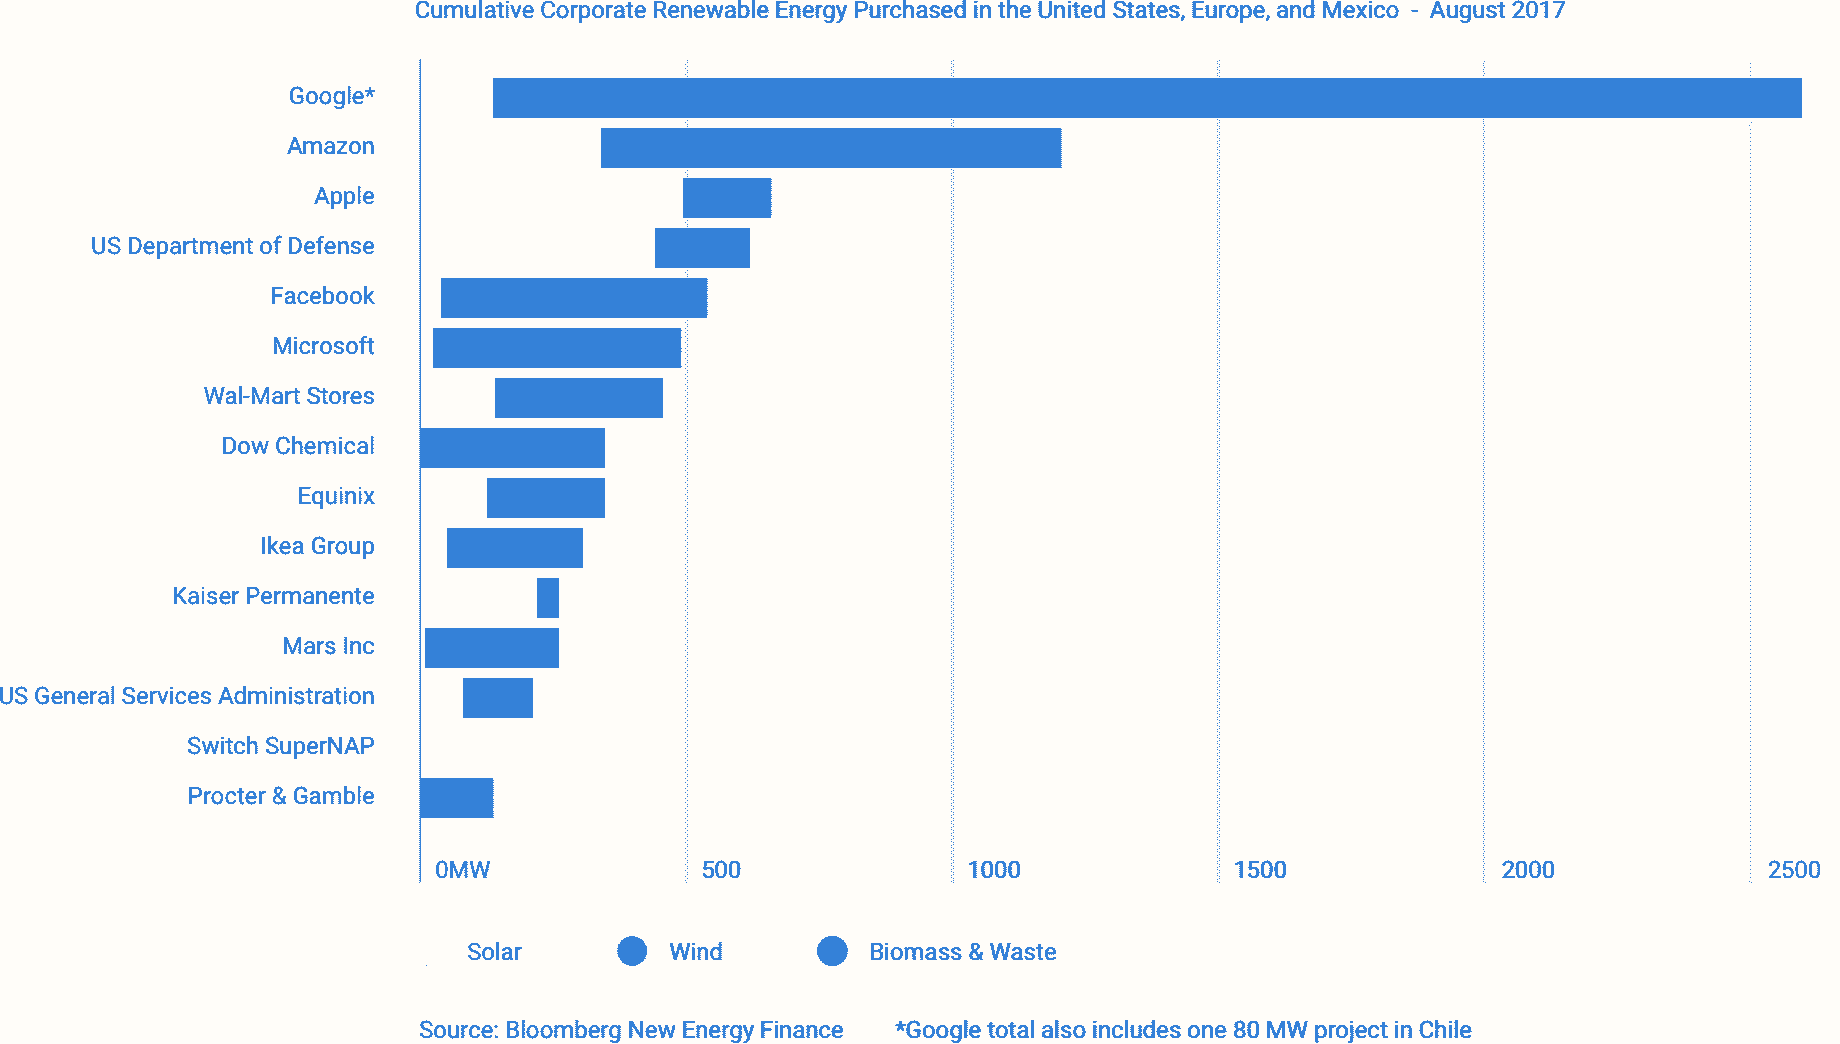 Cumulative Corporate Renewable Energy Purchased in the United States, Europe, and Mexico - August 2017
Google*
Amazon
Apple
US Department of Defense
Facebook
Microsoft
Wal-Mart Stores
Dow Chemical
Equinix
Ikea Group
Kaiser Permanente
Mars Inc
US General Services Administration
Switch SuperNAP
Procter & Gamble
0MW 500 1000 1500 2000 2500
Solar Wind Biomass & Waste
Source: Bloomberg New Energy Finance *Google total also includes one 80 MW project in Chile